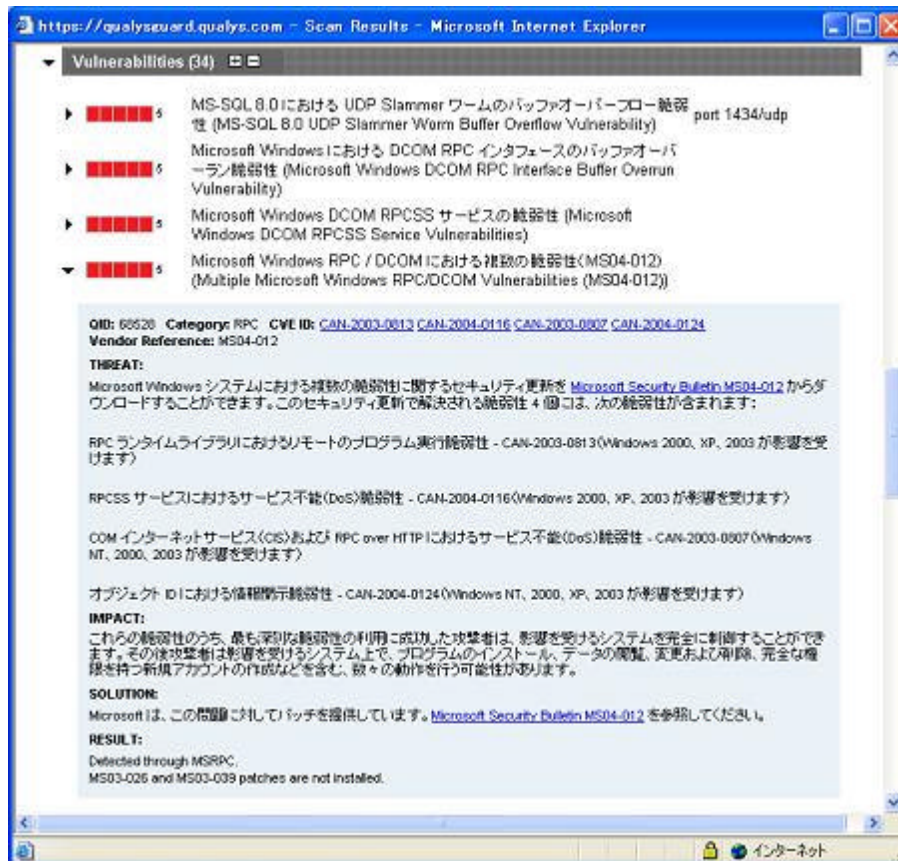 https://qualysguard.qualys.com - Scan Results - Microsoft Internet Explorer
Vulnerabilities (34)
5 MS-SQL 8.0 における UDP Slammer ワームのバッファオーバーフロー脆弱 port 1434/udp
性 (MS-SQL 8.0 UDP Slammer Worm Buffer Overflow Vulnerability)
5 Microsoft Windows における DCOM RPC インタフェースのバッファオーバ
ーラン脆弱性 (Microsoft Windows DCOM RPC Interface Buffer Overrun
Vulnerability)
5 Microsoft Windows DCOM RPCSS サービスの脆弱性 (Microsoft
Windows DCOM RPCSS Service Vulnerabilities)
5 Microsoft Windows RPC / DCOM における複数の脆弱性(MS04-012)
(Multiple Microsoft Windows RPC/DCOM Vulnerabilities (MS04-012))
QID: 68528 Category: RPC CVE ID: CAN-2003-0813 CAN-2004-0116 CAN-2003-0807 CAN-2004-0124
Vendor Reference: MS04-012
THREAT:
Microsoft Windows システムにおける複数の脆弱性に関するセキュリティ更新を Microsoft Security Bulletin MS04-012 からダ
ウンロードすることができます。このセキュリティ更新で解決される脆弱性 4 個には、次の脆弱性が含まれます:
RPC ランタイムライブラリにおけるリモートのプログラム実行脆弱性 - CAN-2003-0813(Windows 2000、XP、2003 が影響を受
けます)
RPCSS サービスにおけるサービス不能(DoS)脆弱性 - CAN-2004-0116(Windows 2000、XP、2003 が影響を受けます)
COM インターネットサービス(CIS)および RPC over HTTP におけるサービス不能(DoS)脆弱性 - CAN-2003-0807(Windows
NT、2000、2003 が影響を受けます)
オブジェクト ID における情報開示脆弱性 - CAN-2004-0124(Windows NT、2000、XP、2003 が影響を受けます)
IMPACT:
これらの脆弱性のうち、最も深刻な脆弱性の利用に成功した攻撃者は、影響を受けるシステムを完全に制御することができ
ます。その後攻撃者は影響を受けるシステム上で、プログラムのインストール、データの閲覧、変更および削除、完全な権
限を持つ新規アカウントの作成などを含む、数々の動作を行う可能性があります。
SOLUTION:
Microsoft は、この問題に対してパッチを提供しています。Microsoft Security Bulletin MS04-012 を参照してください。
RESULT:
Detected through MSRPC.
MS03-026 and MS03-039 patches are not installed.
インターネット